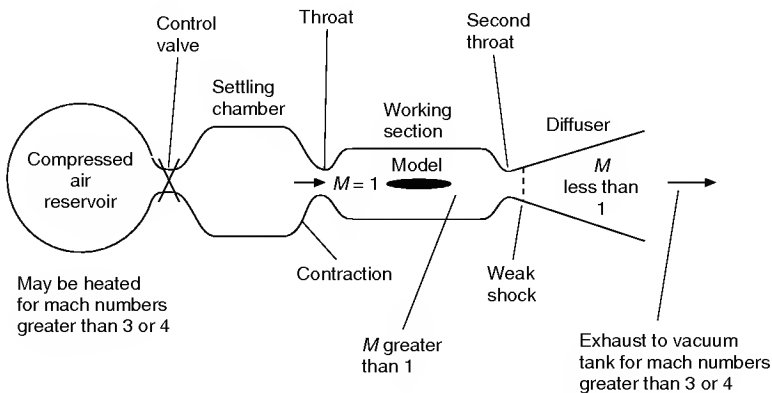 Control
valve
Throat
Second
throat
Settling
chamber
Working
section
Diffuser
Compressed
air
reservoir
M = 1
Model
M
less than
1
Contraction
Weak
shock
May be heated
for mach numbers
greater than 3 or 4
M greater
than 1
Exhaust to vacuum
tank for mach numbers
greater than 3 or 4